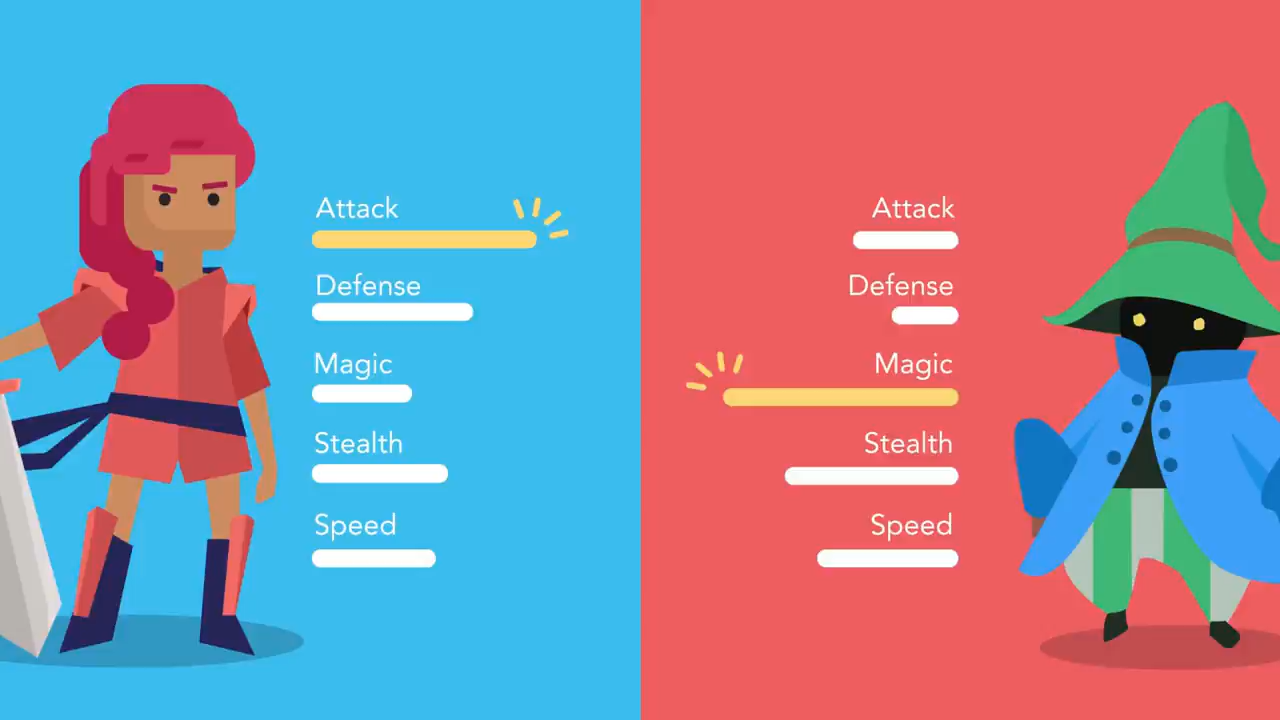 Attack
Defense
Magic
Stealth
Speed
Attack
Defense
Magic
Stealth
Speed